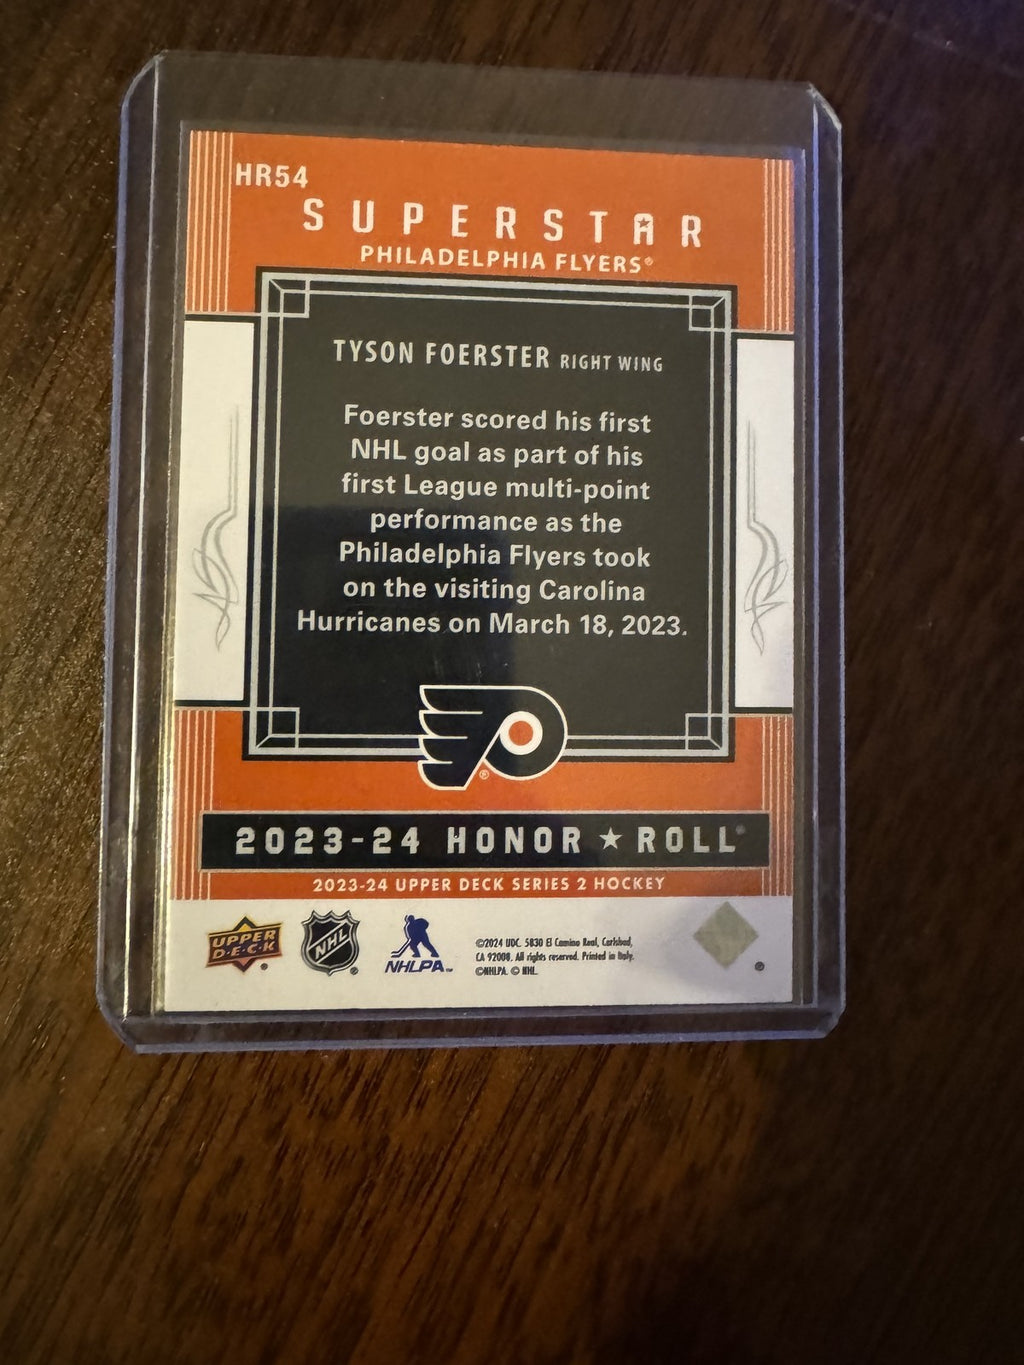 HR54
SUPERSTAR
PHILADELPHIA FLYERS®
TYSON FOERSTER RIGHT WING
Foerster scored his first
NHL goal as part of his
first League multi-point
performance as the
Philadelphia Flyers took
on the visiting Carolina
Hurricanes on March 18, 2023.
®
2023-24 HONOR ★ ROLL®
2023-24 UPPER DECK SERIES 2 HOCKEY
UPPER
D·E·C·K
®
NHL
®
NHLPA™
©2024 UDC. 5830 El Camino Real, Carlsbad,
CA 92008. All rights reserved. Printed in Italy.
©NHLPA. © NHL.
®